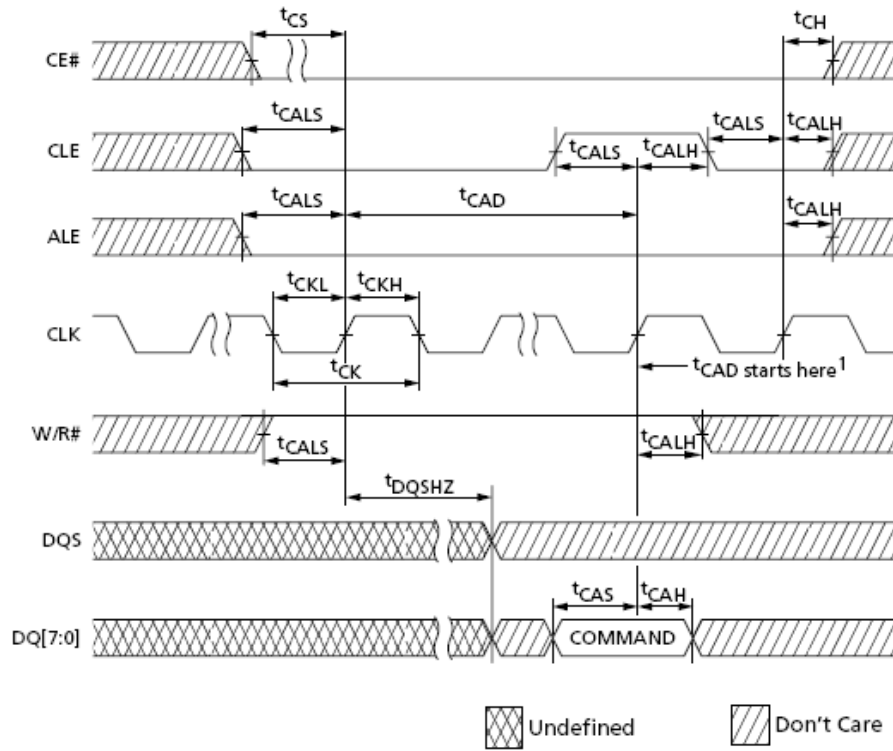 tCS
tCH
CE#
tCALS
tCALS
tCALH
CLE
tCALS
tCALH
tCALS
tCAD
tCALH
ALE
tCKL
tCKH
CLK
tCK
tCAD starts here1
W/R#
tCALS
tCALH
tDQSHZ
DQS
tCAS
tCAH
DQ[7:0]
COMMAND
Undefined
Don't Care